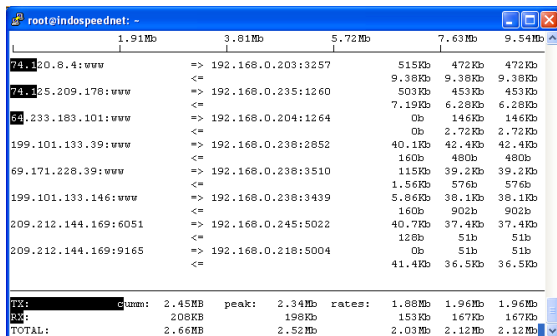 root@indospeednet: ~
1.91Mb 3.81Mb 5.72Mb 7.63Mb 9.54Mb
74.120.8.4:www => 192.168.0.203:3257 515Kb 472Kb 472Kb
<= 9.38Kb 9.38Kb 9.38Kb
74.125.209.178:www => 192.168.0.235:1260 503Kb 453Kb 453Kb
<= 7.19Kb 6.28Kb 6.28Kb
64.233.183.101:www => 192.168.0.204:1264 0b 146Kb 146Kb
<= 0b 2.72Kb 2.72Kb
199.101.133.39:www => 192.168.0.238:2852 40.1Kb 42.4Kb 42.4Kb
<= 160b 480b 480b
69.171.228.39:www => 192.168.0.238:3510 115Kb 39.2Kb 39.2Kb
<= 1.56Kb 576b 576b
199.101.133.146:www => 192.168.0.238:3439 5.86Kb 38.1Kb 38.1Kb
<= 160b 902b 902b
209.212.144.169:6051 => 192.168.0.245:5022 40.7Kb 37.4Kb 37.4Kb
<= 128b 51b 51b
209.212.144.169:9165 => 192.168.0.218:5004 0b 51b 51b
<= 41.4Kb 36.5Kb 36.5Kb
TX: cumm: 2.45MB peak: 2.34Mb rates: 1.88Mb 1.96Mb 1.96Mb
RX: 208KB 198Kb 153Kb 167Kb 167Kb
TOTAL: 2.66MB 2.52Mb 2.03Mb 2.12Mb 2.12Mb